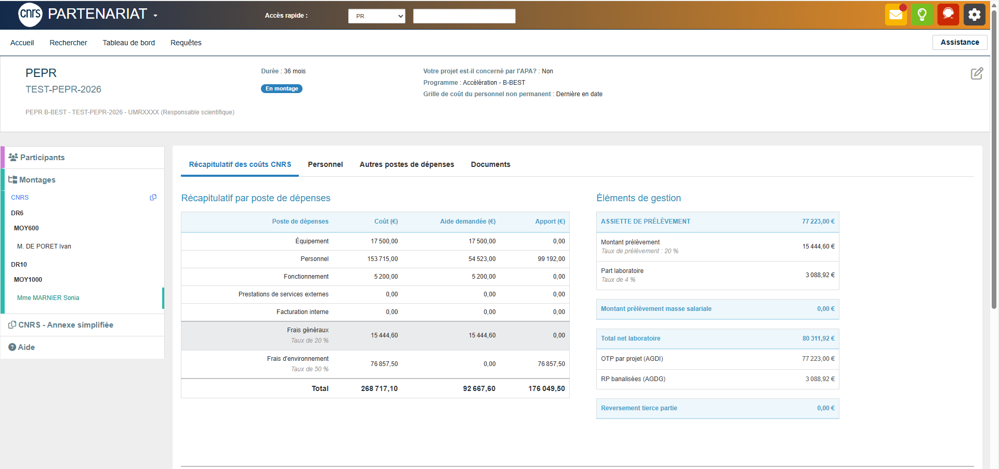 cnrs PARTENARIAT
Accès rapide :
PR
Accueil Rechercher Tableau de bord Requêtes
Assistance
PEPR
TEST-PEPR-2026
PEPR B-BEST - TEST-PEPR-2026 - UMRXXXX (Responsable scientifique)
Durée : 36 mois
En montage
Votre projet est-il concerné par l'APA? : Non
Programme : Accélération - B-BEST
Grille de coût du personnel non permanent : Dernière en date
Participants
Montages
CNRS
DR6
MOY600
M. DE PORET Ivan
DR10
MOY1000
Mme MARNIER Sonia
CNRS - Annexe simplifiée
Aide
Récapitulatif des coûts CNRS Personnel Autres postes de dépenses Documents
Récapitulatif par poste de dépenses
Poste de dépenses Coût (€) Aide demandée (€) Apport (€)
Équipement 17 500,00 17 500,00 0,00
Personnel 153 715,00 54 523,00 99 192,00
Fonctionnement 5 200,00 5 200,00 0,00
Prestations de services externes 0,00 0,00 0,00
Facturation interne 0,00 0,00 0,00
Frais généraux 15 444,60 15 444,60 0,00
Taux de 20 %
Frais d'environnement 76 857,50 0,00 76 857,50
Taux de 50 %
Total 268 717,10 92 667,60 176 049,50
Éléments de gestion
ASSIETTE DE PRÉLÈVEMENT 77 223,00 €
Montant prélèvement 15 444,60 €
Taux de prélèvement : 20 %
Part laboratoire 3 088,92 €
Taux de 4 %
Montant prélèvement masse salariale 0,00 €
Total net laboratoire 80 311,92 €
OTP par projet (AGDI) 77 223,00 €
RP banalisées (AGDG) 3 088,92 €
Reversement tierce partie 0,00 €